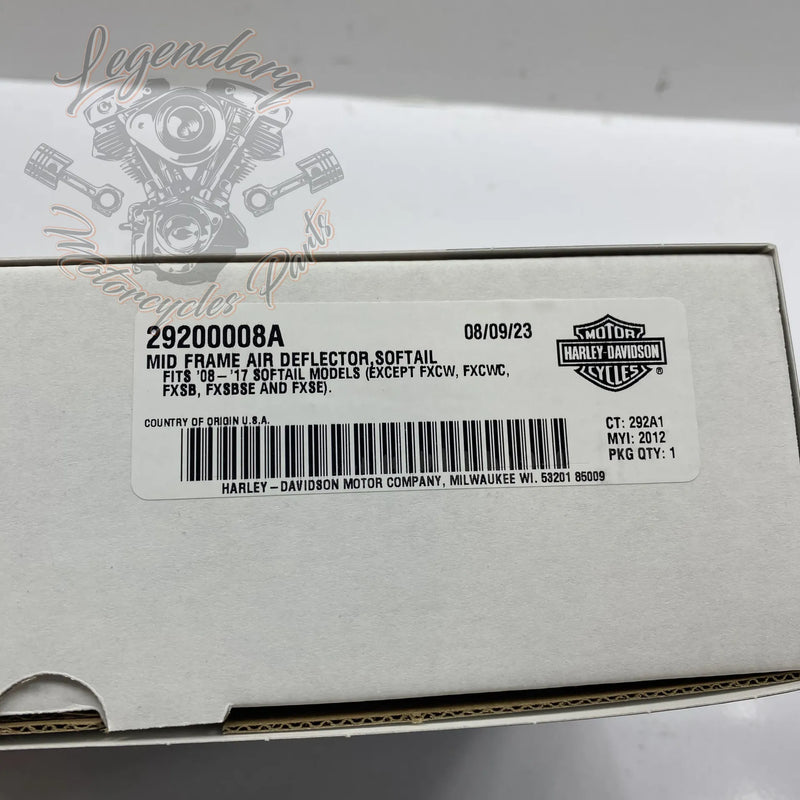 Legendary
Motorcycles Parts
29200008A
08/09/23
MID FRAME AIR DEFLECTOR,SOFTAIL
FITS '08-'17 SOFTAIL MODELS (EXCEPT FXCW, FXCWC,
FXSB, FXSBSE AND FXSE).
MOTOR
HARLEY-DAVIDSON
CYCLES
®
COUNTRY OF ORIGIN U.S.A.
CT: 292A1
MYI: 2012
PKG QTY: 1
HARLEY-DAVIDSON MOTOR COMPANY, MILWAUKEE WI. 53201 85009